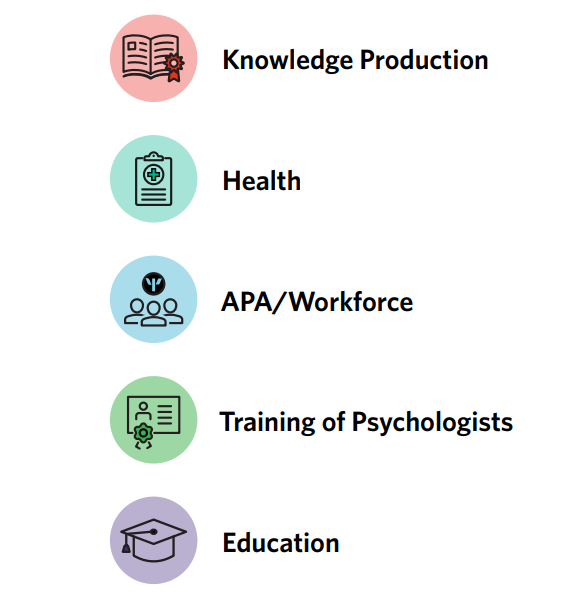 Knowledge Production
Health
APA/Workforce
Training of Psychologists
Education